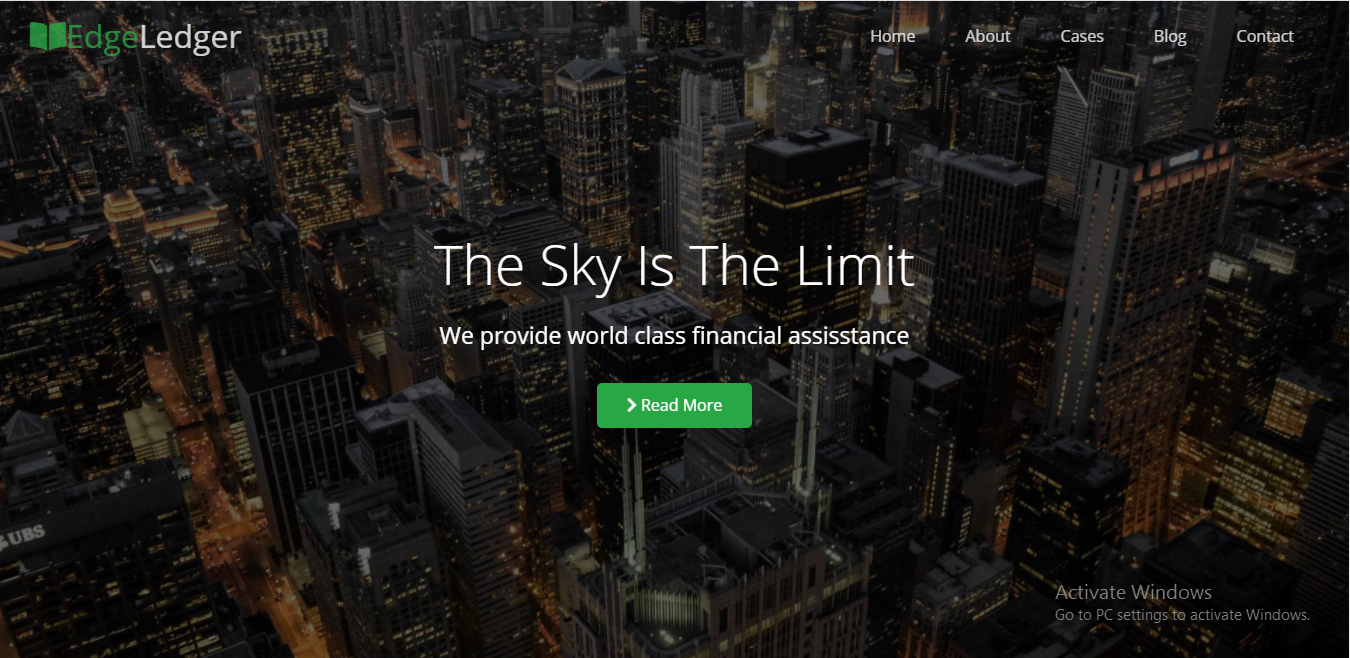 EdgeLedger
Home About Cases Blog Contact
The Sky Is The Limit
We provide world class financial assisstance
Read More
UBS
Activate Windows
Go to PC settings to activate Windows.